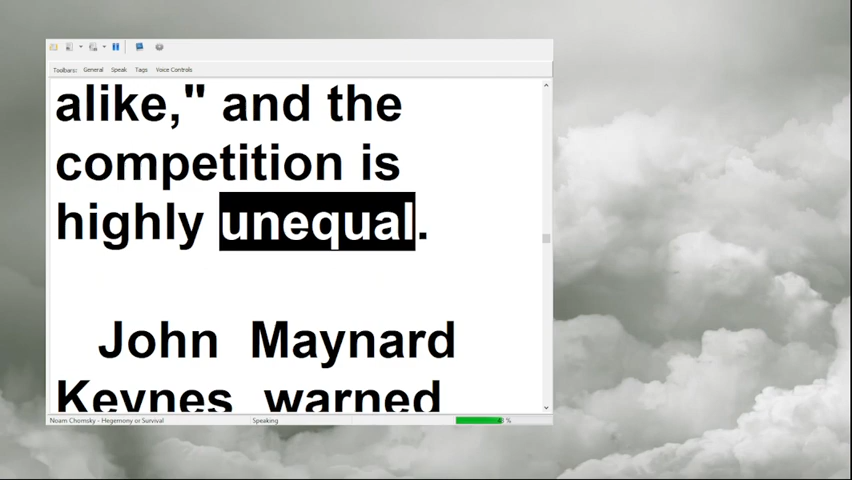 Toolbars: General Speak Tags Voice Controls
alike," and the
competition is
highly unequal.
John Maynard
Keynes warned
Noam Chomsky - Hegemony or Survival Speaking %